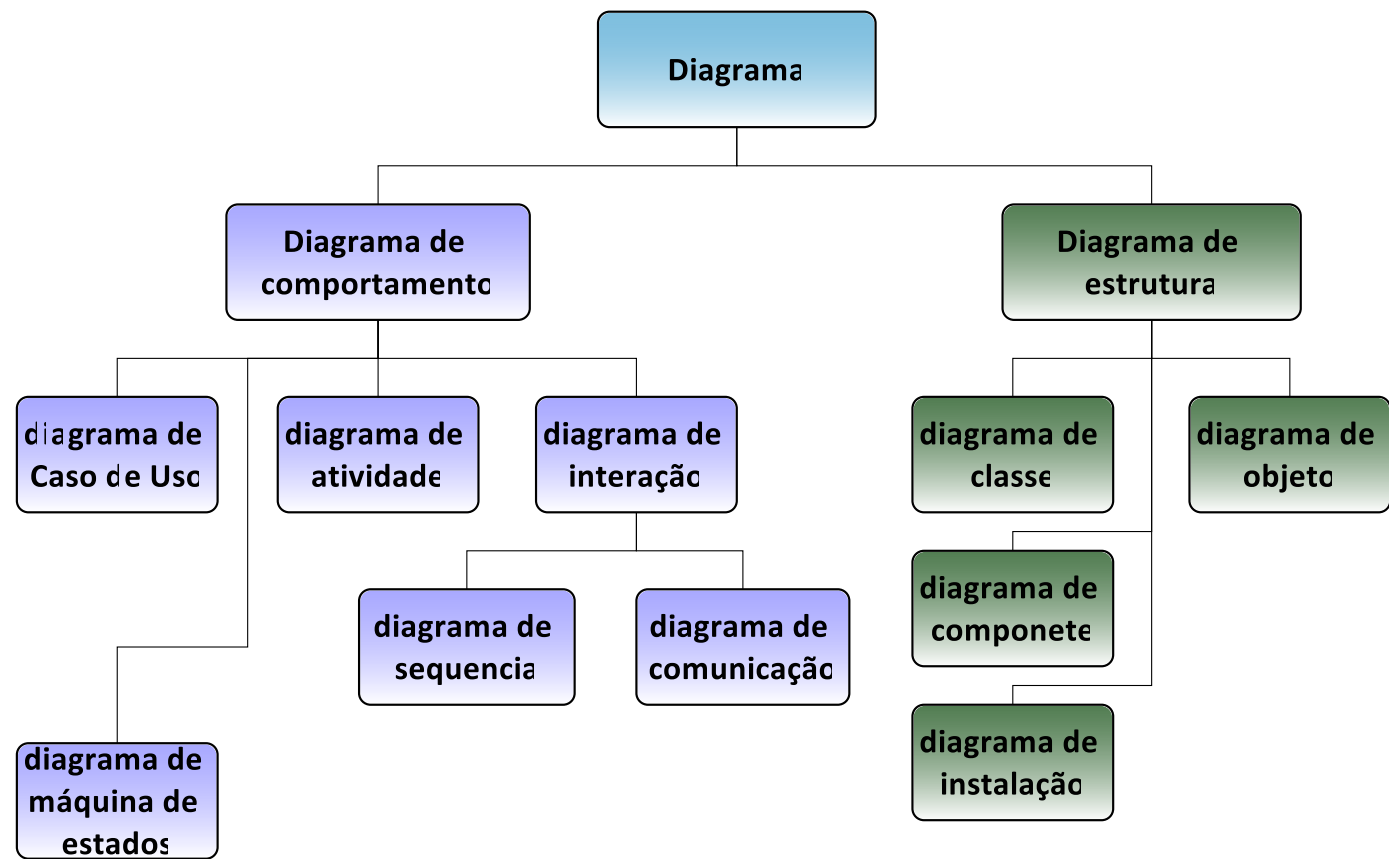 Diagrama
Diagrama de
comportamento
Diagrama de
estrutura
diagrama de
Caso de Uso
diagrama de
atividade
diagrama de
interação
diagrama de
classe
diagrama de
objeto
diagrama de
sequencia
diagrama de
comunicação
diagrama de
componete
diagrama de
instalação
diagrama de
máquina de
estados